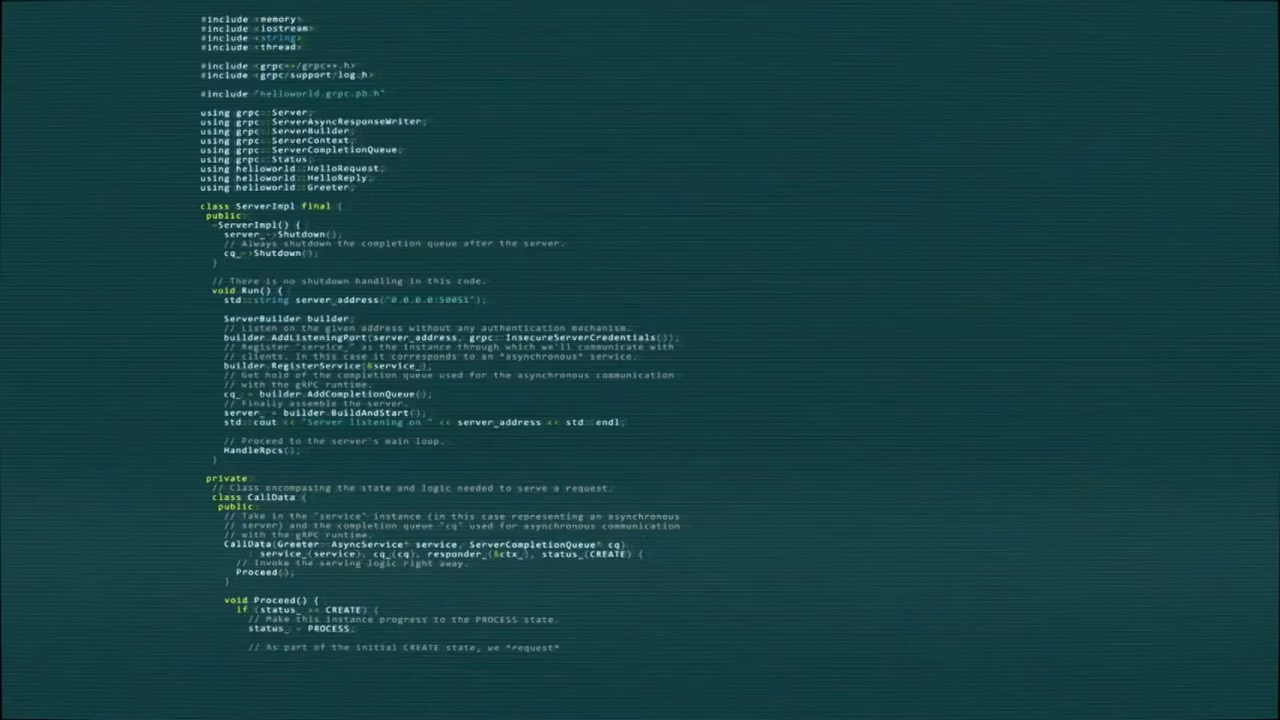 #include <memory>
#include <iostream>
#include <string>
#include <thread>
#include <grpc++/grpc++.h>
#include <grpc/support/log.h>
#include "helloworld.grpc.pb.h"
using grpc::Server;
using grpc::ServerAsyncResponseWriter;
using grpc::ServerBuilder;
using grpc::ServerContext;
using grpc::ServerCompletionQueue;
using grpc::Status;
using helloworld::HelloRequest;
using helloworld::HelloReply;
using helloworld::Greeter;
class ServerImpl final {
public:
~ServerImpl() {
server_->Shutdown();
// Always shutdown the completion queue after the server.
cq_->Shutdown();
}
// There is no shutdown handling in this code.
void Run() {
std::string server_address("0.0.0.0:50051");
ServerBuilder builder;
// Listen on the given address without any authentication mechanism.
builder.AddListeningPort(server_address, grpc::InsecureServerCredentials());
// Register "service_" as the instance through which we'll communicate with
// clients. In this case it corresponds to an *asynchronous* service.
builder.RegisterService(&service_);
// Get hold of the completion queue used for the asynchronous communication
// with the gRPC runtime.
cq_ = builder.AddCompletionQueue();
// Finally assemble the server.
server_ = builder.BuildAndStart();
std::cout << "Server listening on " << server_address << std::endl;
// Proceed to the server's main loop.
HandleRpcs();
}
private:
// Class encompasing the state and logic needed to serve a request.
class CallData {
public:
// Take in the "service" instance (in this case representing an asynchronous
// server) and the completion queue "cq" used for asynchronous communication
// with the gRPC runtime.
CallData(Greeter::AsyncService* service, ServerCompletionQueue* cq)
: service_(service), cq_(cq), responder_(&ctx_), status_(CREATE) {
// Invoke the serving logic right away.
Proceed();
}
void Proceed() {
if (status_ == CREATE) {
// Make this instance progress to the PROCESS state.
status_ = PROCESS;
// As part of the initial CREATE state, we *request*